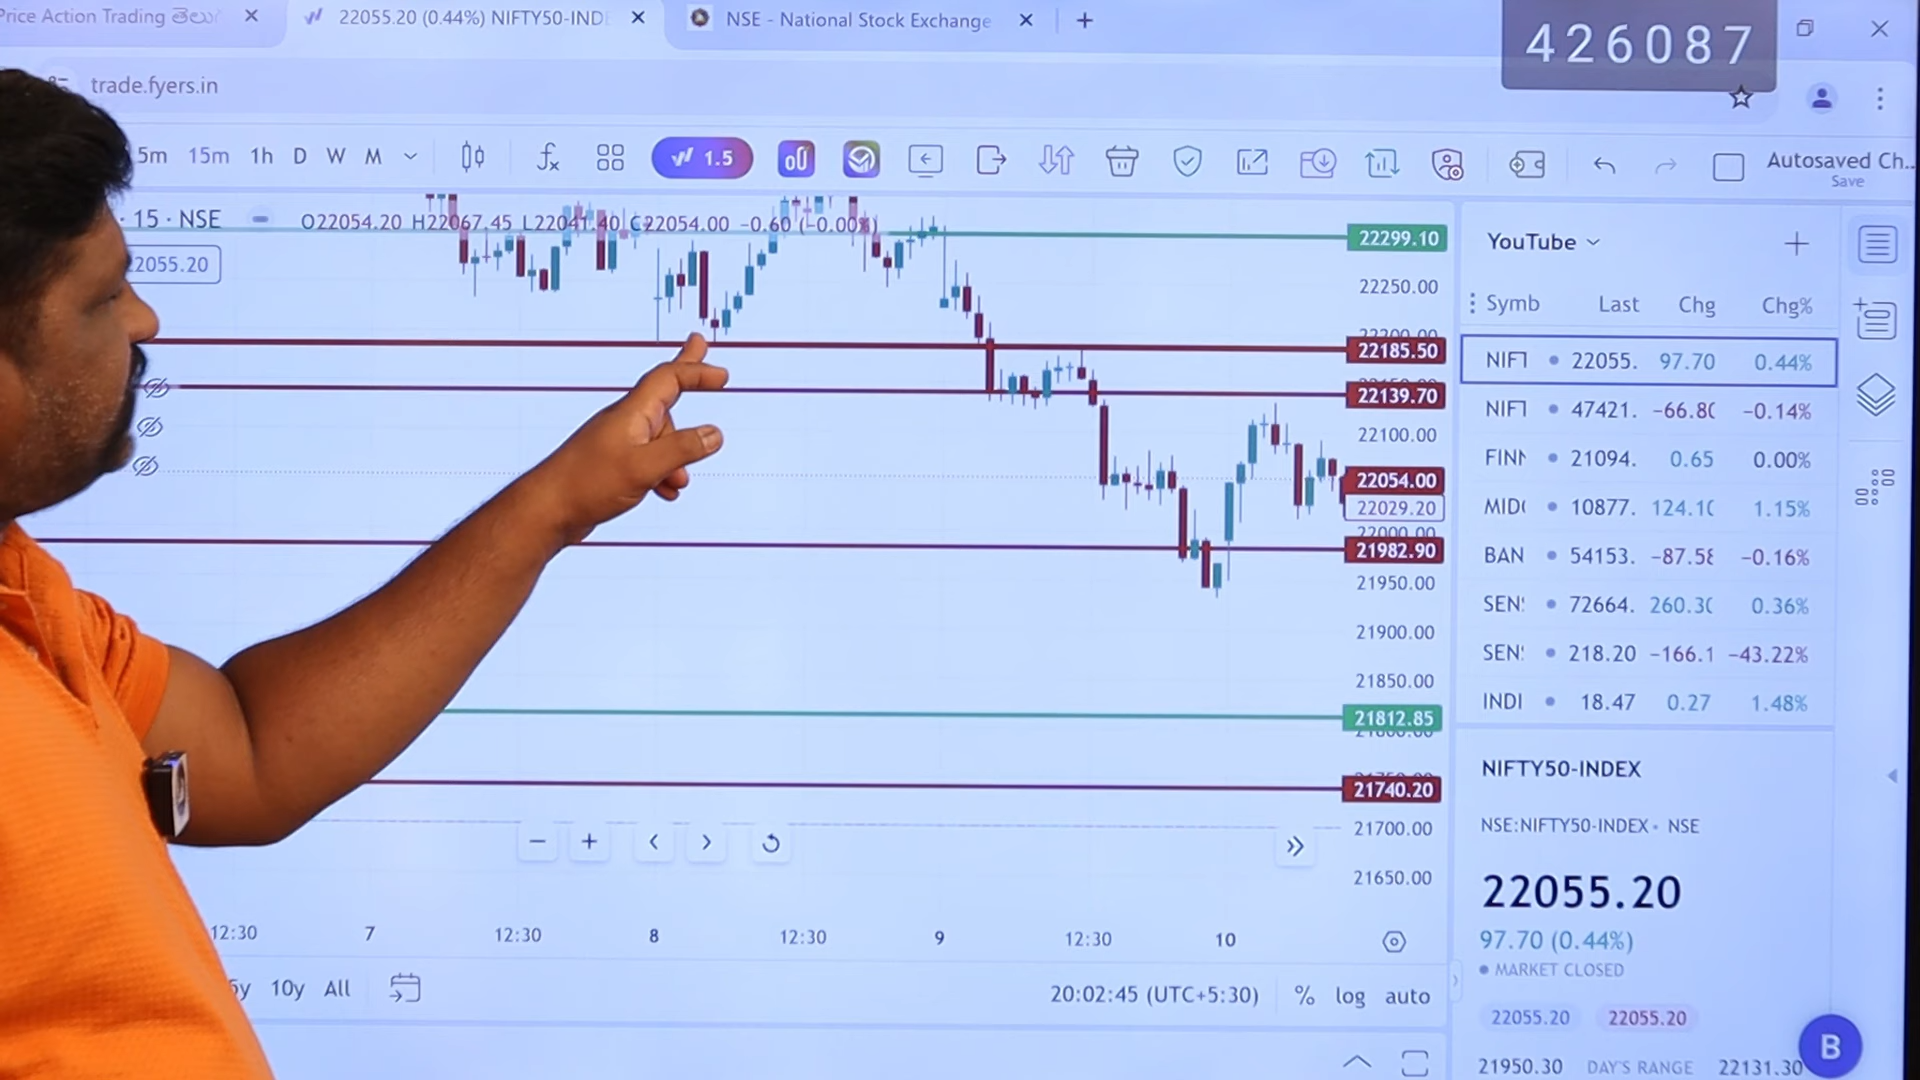 Price Action Trading తెలుగ
22055.20 (0.44%) NIFTY50-INDE
NSE - National Stock Exchange
426087
trade.fyers.in
5m 15m 1h D W M
1.5
Autosaved Ch...
Save
· 15 · NSE
O22054.20 H22067.45 L22041.40 C22054.00 −0.60 (−0.00%)
22055.20
22299.10
22250.00
22200.00
22185.50
22139.70
22100.00
22054.00
22029.20
22000.00
21982.90
21950.00
21900.00
21850.00
21812.85
21800.00
21740.20
21700.00
21650.00
12:30 7 12:30 8 12:30 9 12:30 10
5y 10y All
20:02:45 (UTC+5:30) % log auto
YouTube
Symb Last Chg Chg%
NIFT 22055. 97.70 0.44%
NIFT 47421. −66.80 −0.14%
FINN 21094. 0.65 0.00%
MIDC 10877. 124.10 1.15%
BAN 54153. −87.58 −0.16%
SEN 72664. 260.30 0.36%
SEN 218.20 −166.1 −43.22%
INDI 18.47 0.27 1.48%
NIFTY50-INDEX
NSE:NIFTY50-INDEX • NSE
22055.20
97.70 (0.44%)
MARKET CLOSED
22055.20 22055.20
21950.30 DAY'S RANGE 22131.30
B